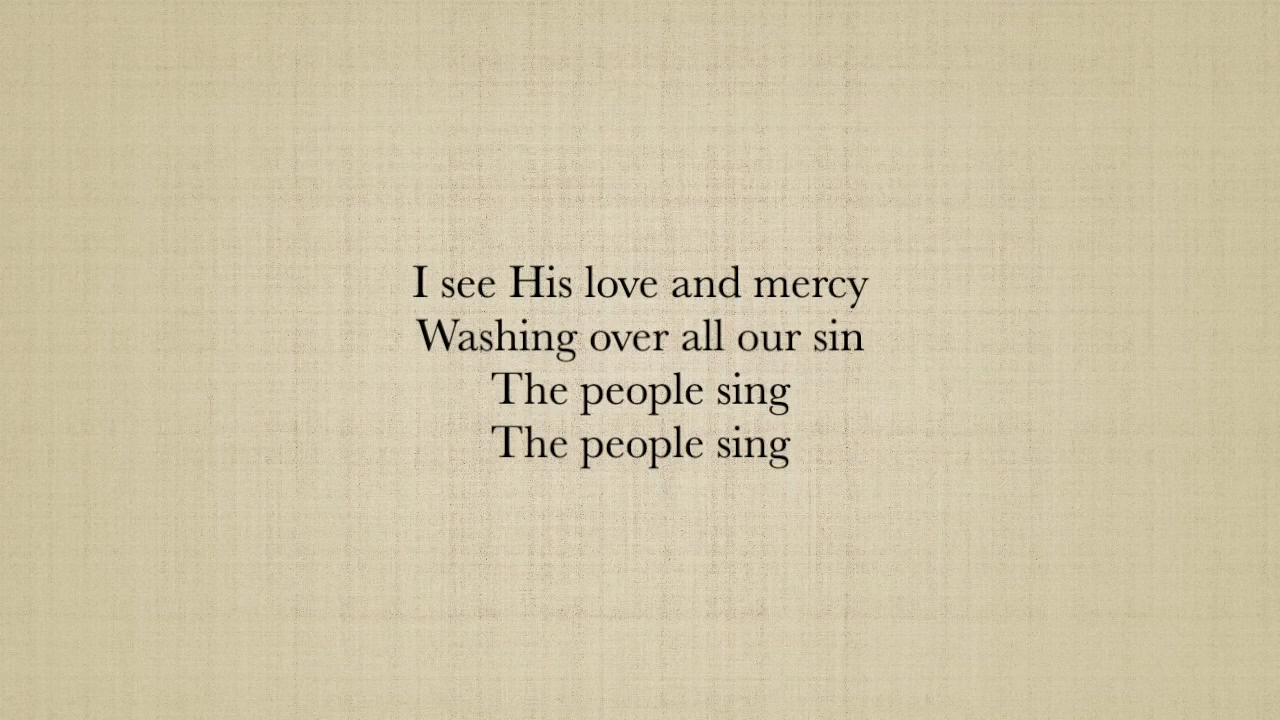 I see His love and mercy
Washing over all our sin
The people sing
The people sing